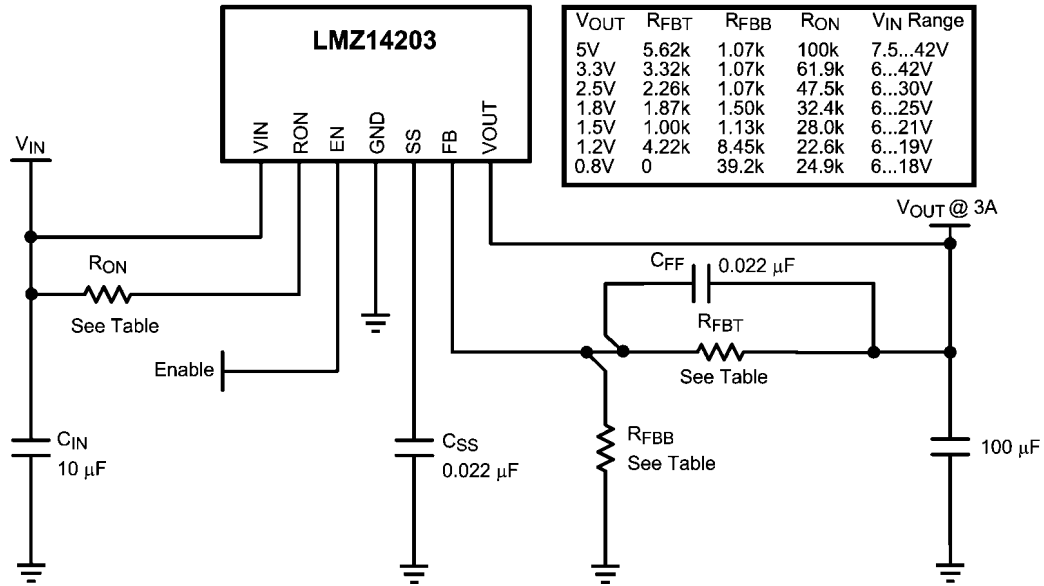 LMZ14203
VIN
RON
EN
GND
SS
FB
VOUT
VOUT RFBT RFBB RON VIN Range
5V 5.62k 1.07k 100k 7.5...42V
3.3V 3.32k 1.07k 61.9k 6...42V
2.5V 2.26k 1.07k 47.5k 6...30V
1.8V 1.87k 1.50k 32.4k 6...25V
1.5V 1.00k 1.13k 28.0k 6...21V
1.2V 4.22k 8.45k 22.6k 6...19V
0.8V 0 39.2k 24.9k 6...18V
VIN
VOUT @ 3A
RON
See Table
CFF 0.022 μF
RFBT
See Table
Enable
CIN
10 μF
CSS
0.022 μF
RFBB
See Table
100 μF